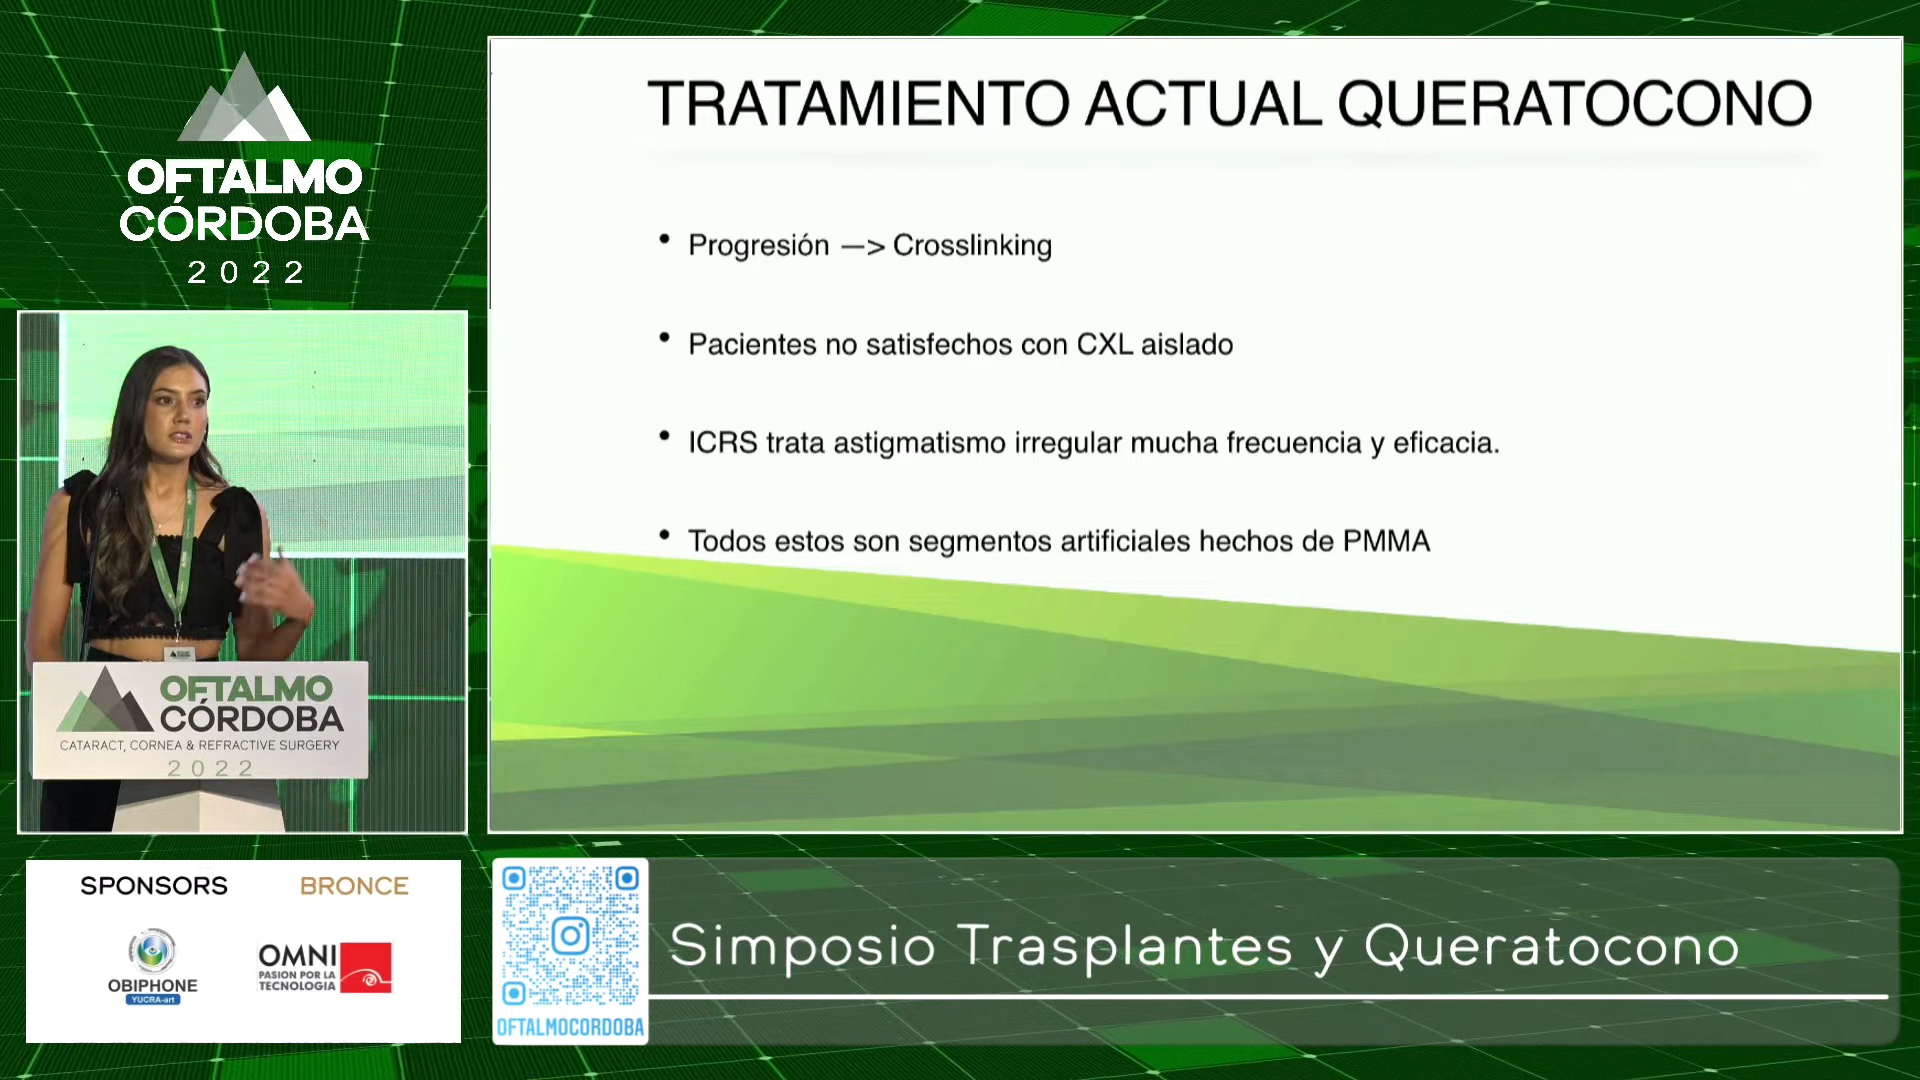 OFTALMO
CÓRDOBA
2022
TRATAMIENTO ACTUAL QUERATOCONO
• Progresión —> Crosslinking
• Pacientes no satisfechos con CXL aislado
• ICRS trata astigmatismo irregular mucha frecuencia y eficacia.
• Todos estos son segmentos artificiales hechos de PMMA
OFTALMO
CÓRDOBA
CATARACT, CORNEA & REFRACTIVE SURGERY
2022
SPONSORS
BRONCE
OBIPHONE
YUCRA-art
OMNI
PASION POR LA
TECNOLOGIA
OFTALMOCORDOBA
Simposio Trasplantes y Queratocono